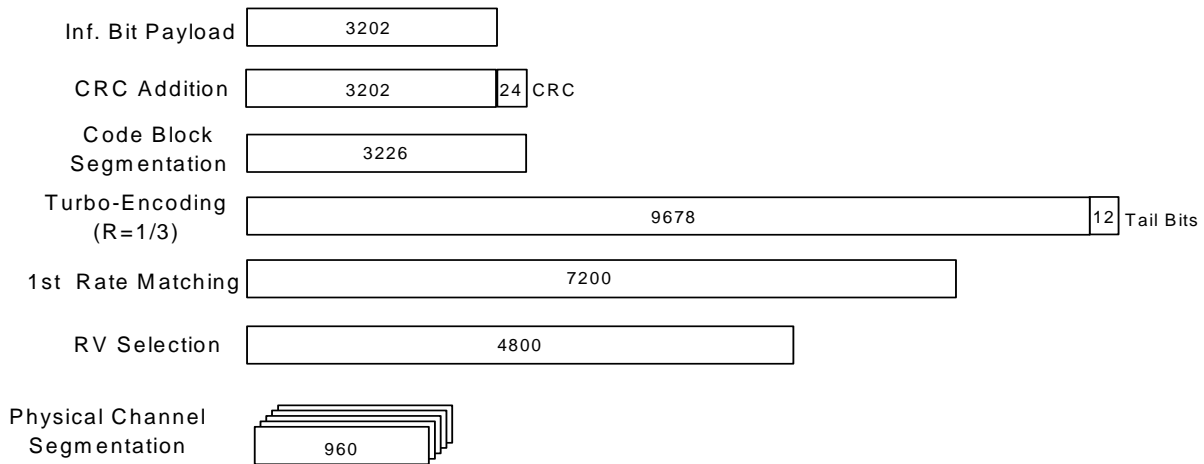 Inf. Bit Payload 3202
CRC Addition 3202 24 CRC
Code Block
Segmentation 3226
Turbo-Encoding
(R=1/3) 9678 12 Tail Bits
1st Rate Matching 7200
RV Selection 4800
Physical Channel
Segmentation 960